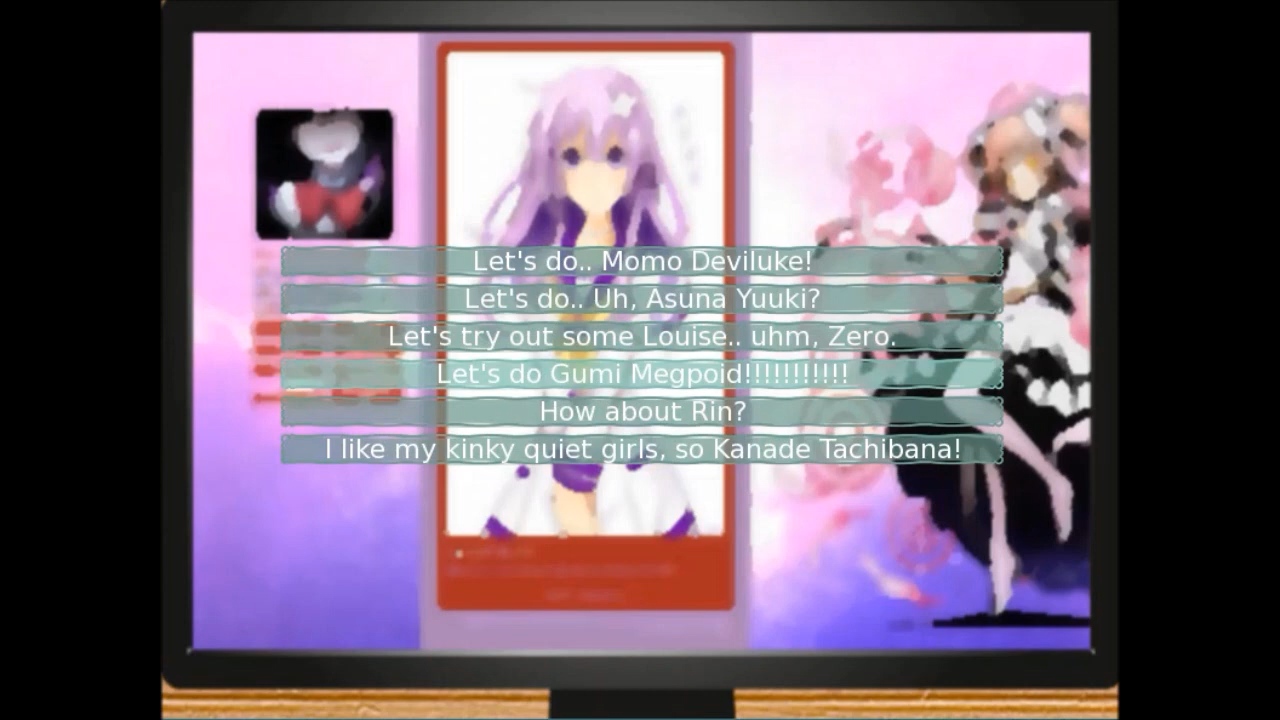 Let's do.. Momo Deviluke!
Let's do.. Uh, Asuna Yuuki?
Let's try out some Louise.. uhm, Zero.
Let's do Gumi Megpoid!!!!!!!!!!!
How about Rin?
I like my kinky quiet girls, so Kanade Tachibana!